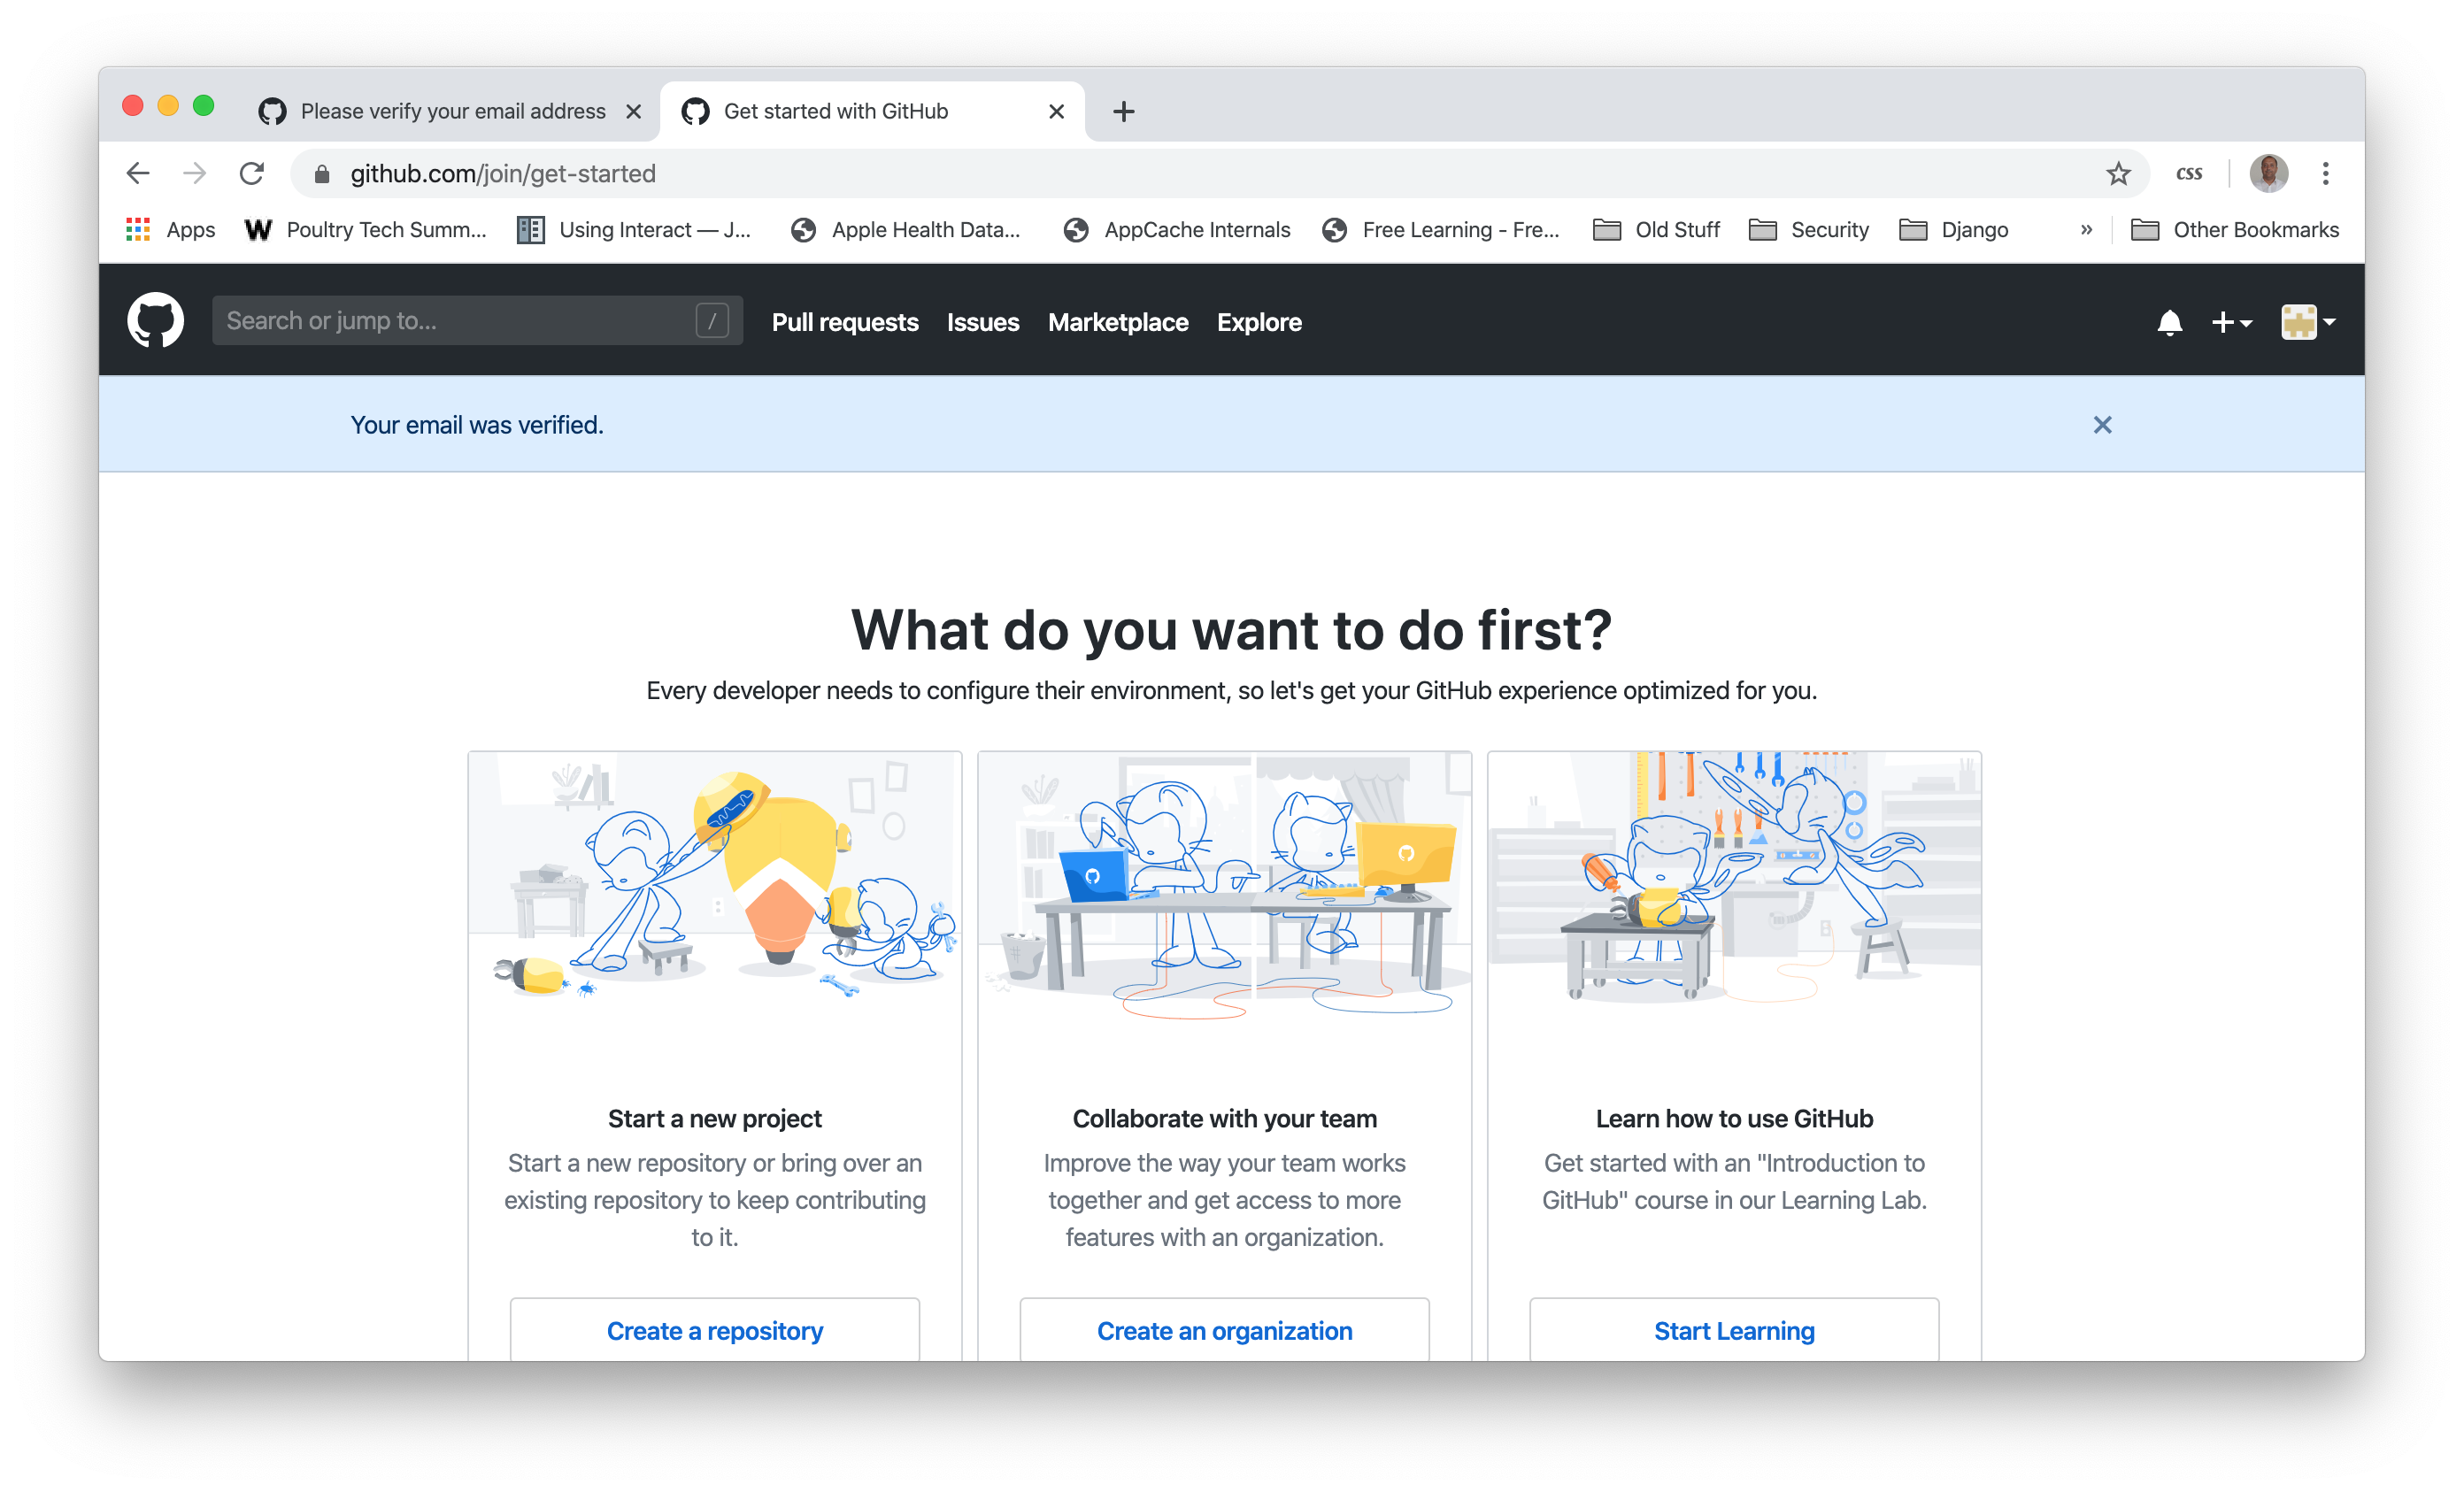 Please verify your email address
Get started with GitHub
github.com/join/get-started
css
Apps
Poultry Tech Summ...
Using Interact — J...
Apple Health Data...
AppCache Internals
Free Learning - Fre...
Old Stuff
Security
Django
»
Other Bookmarks
Search or jump to...
/
Pull requests
Issues
Marketplace
Explore
Your email was verified.
What do you want to do first?
Every developer needs to configure their environment, so let's get your GitHub experience optimized for you.
Start a new project
Start a new repository or bring over an
existing repository to keep contributing
to it.
Create a repository
Collaborate with your team
Improve the way your team works
together and get access to more
features with an organization.
Create an organization
Learn how to use GitHub
Get started with an "Introduction to
GitHub" course in our Learning Lab.
Start Learning